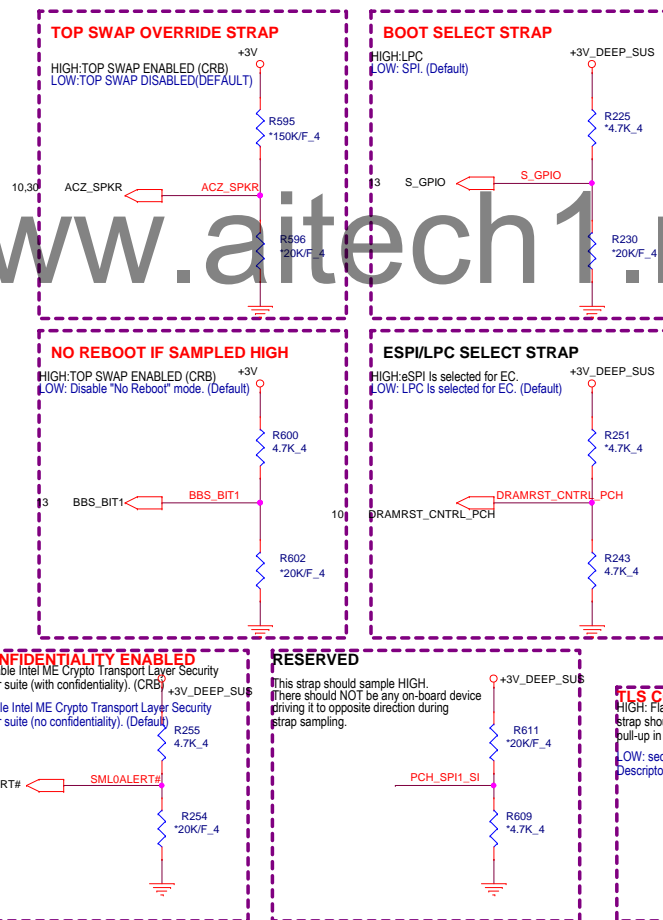 TOP SWAP OVERRIDE STRAP
+3V
HIGH:TOP SWAP ENABLED (CRB)
LOW:TOP SWAP DISABLED(DEFAULT)
R595
*150K/F_4
10,30
ACZ_SPKR
ACZ_SPKR
R596
*20K/F_4
BOOT SELECT STRAP
HIGH:LPC
+3V_DEEP_SUS
LOW: SPI. (Default)
R225
*4.7K_4
3
S_GPIO
S_GPIO
R230
*20K/F_4
www.aitech1.
NO REBOOT IF SAMPLED HIGH
HIGH:TOP SWAP ENABLED (CRB)
+3V
LOW: Disable "No Reboot" mode. (Default)
R600
4.7K_4
3
BBS_BIT1
BBS_BIT1
R602
*20K/F_4
ESPI/LPC SELECT STRAP
HIGH:eSPI Is selected for EC.
+3V_DEEP_SUS
LOW: LPC Is selected for EC. (Default)
R251
*4.7K_4
DRAMRST_CNTRL_PCH
10
DRAMRST_CNTRL_PCH
R243
4.7K_4
NFIDENTIALITY ENABLED
ble Intel ME Crypto Transport Layer Security
r suite (with confidentiality). (CRB)
+3V_DEEP_SUS
le Intel ME Crypto Transport Layer Security
r suite (no confidentiality). (Default)
R255
4.7K_4
RT#
SML0ALERT#
R254
*20K/F_4
RESERVED
+3V_DEEP_SUS
This strap should sample HIGH.
There should NOT be any on-board device
driving it to opposite direction during
strap sampling.
R611
*20K/F_4
PCH_SPI1_SI
R609
*4.7K_4
TLS C
HIGH: Fla
strap shou
pull-up in
LOW: sec
Descripto